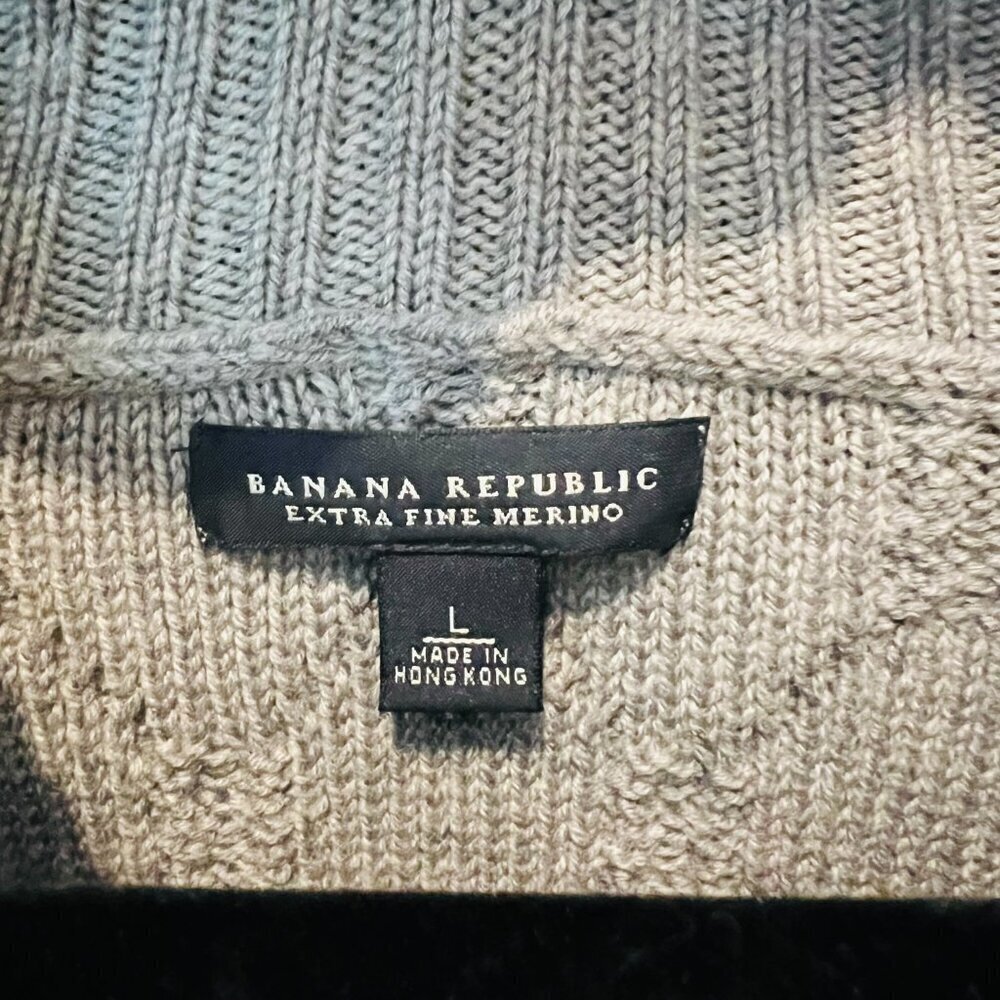 BANANA REPUBLIC
EXTRA FINE MERINO
L
MADE IN
HONG KONG